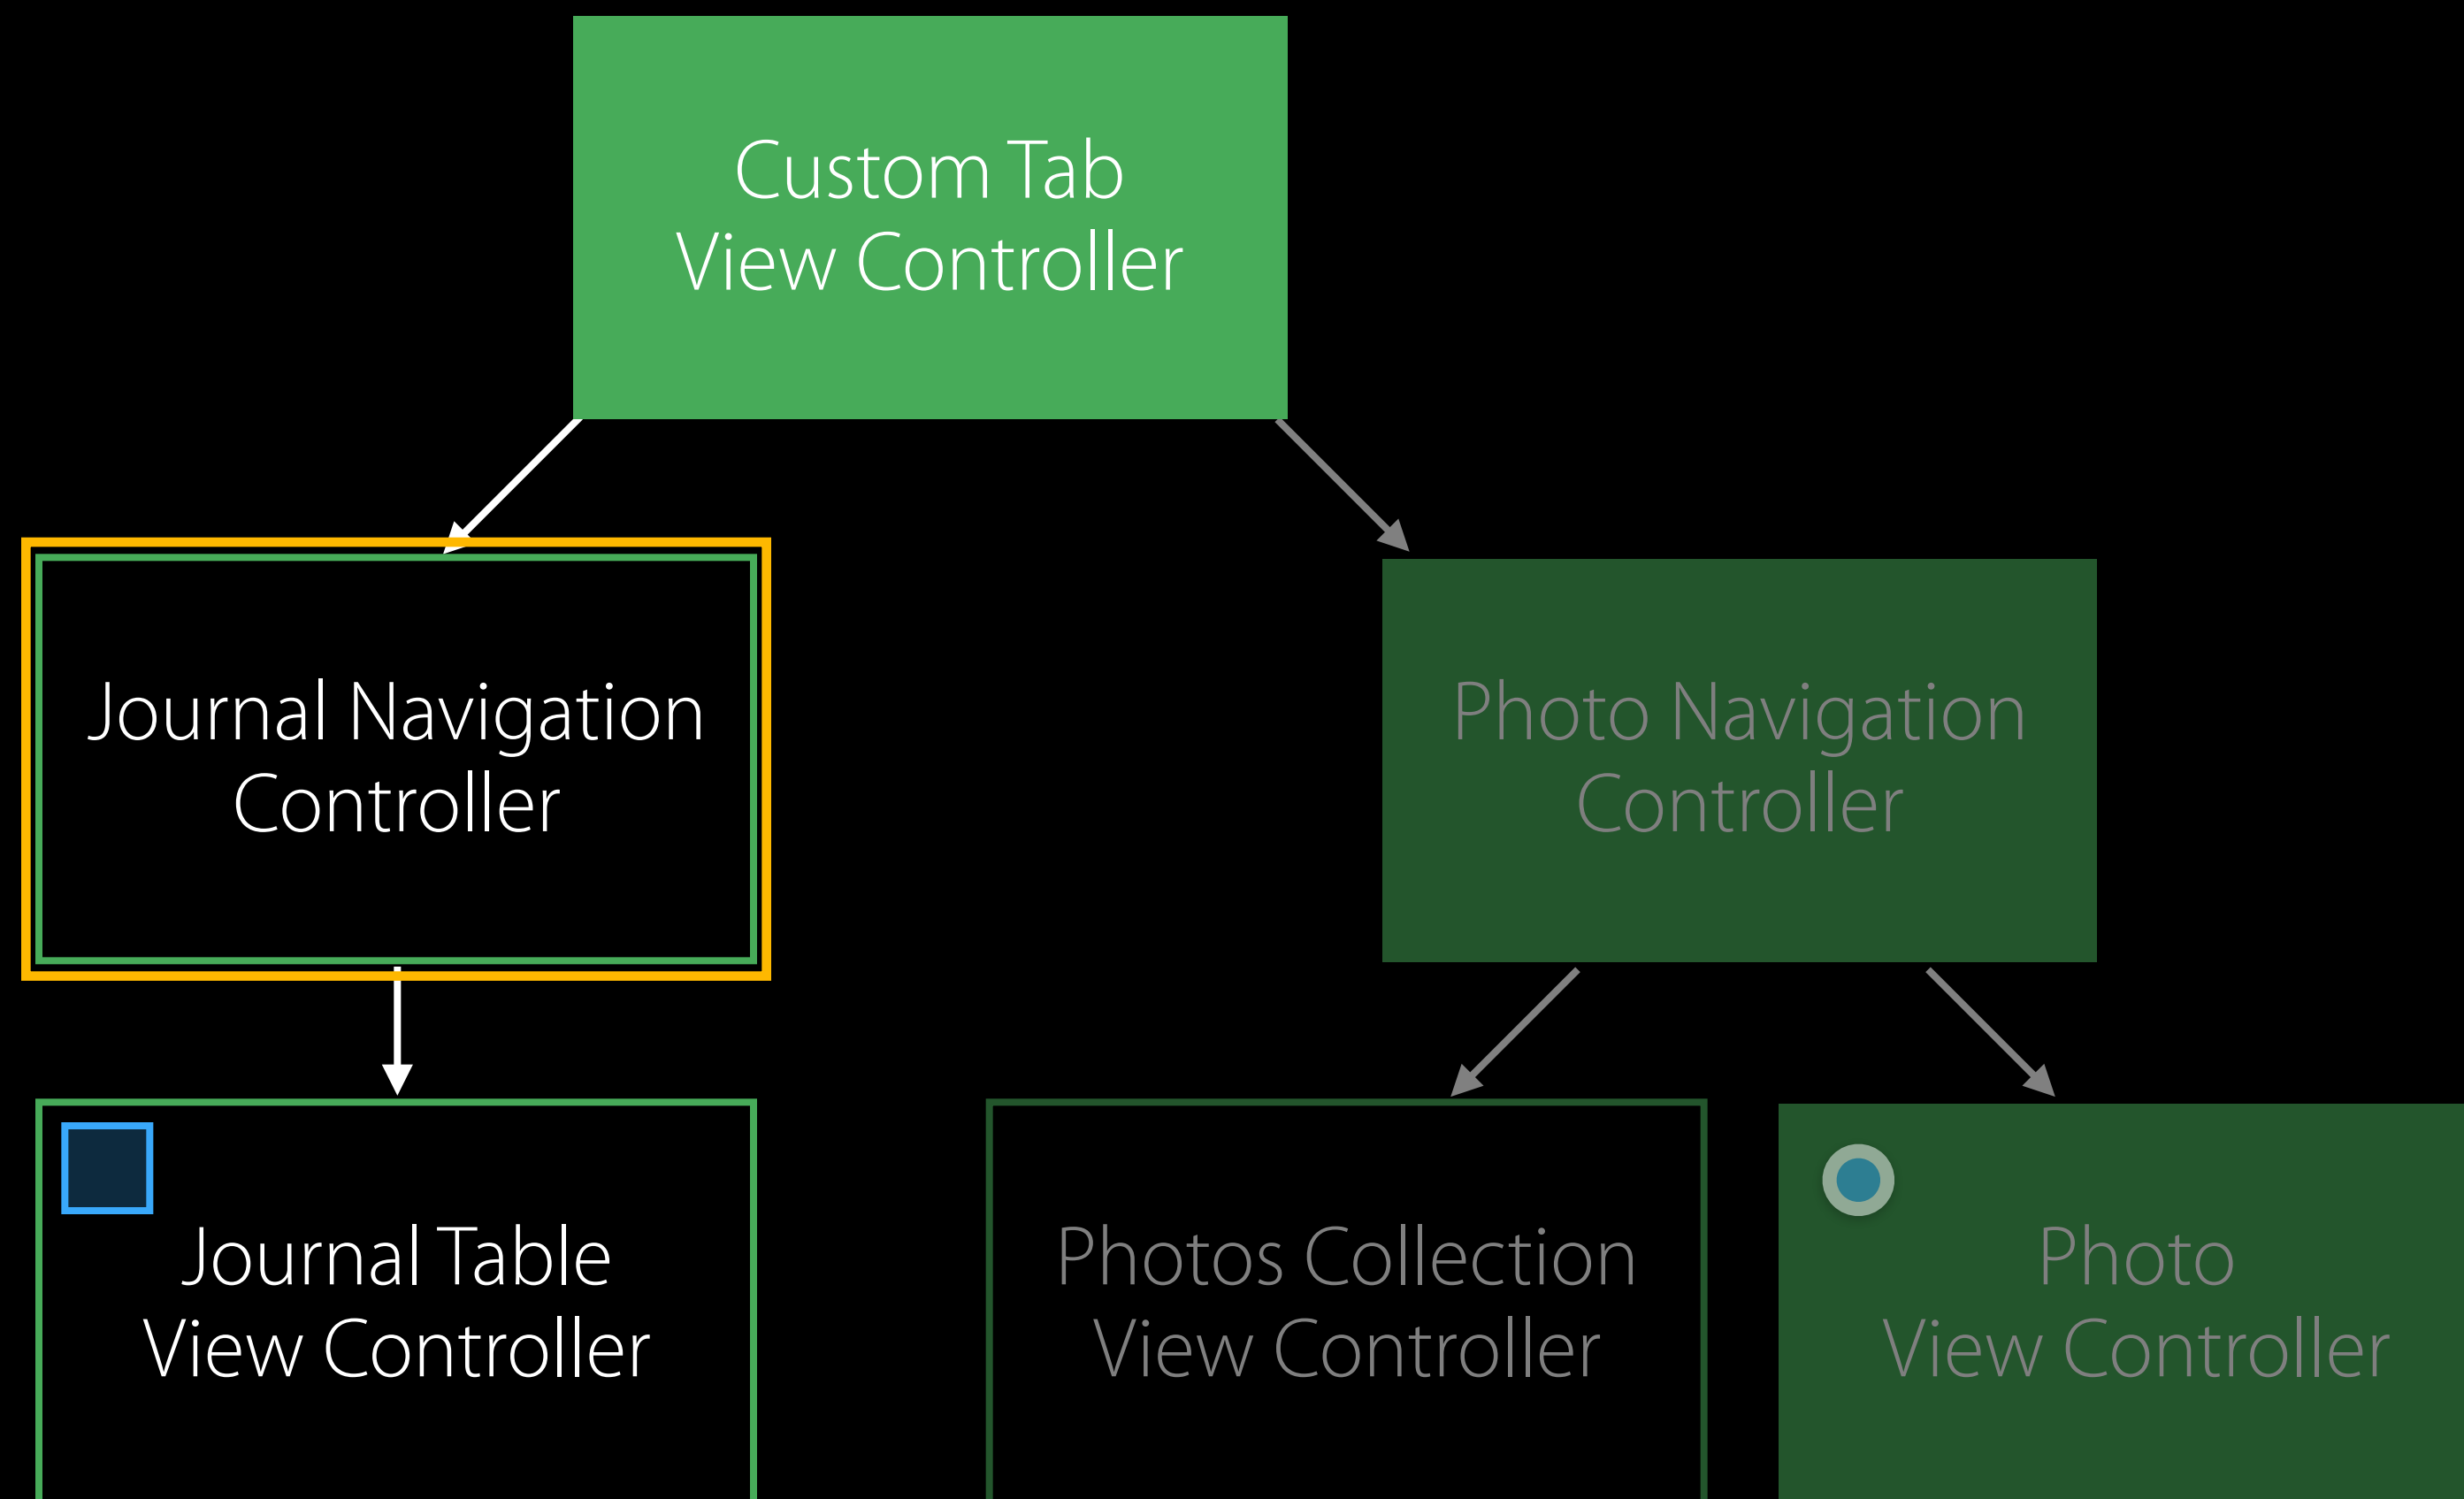 Custom Tab
View Controller
Journal Navigation
Controller
Photo Navigation
Controller
Journal Table
View Controller
Photos Collection
View Controller
Photo
View Controller